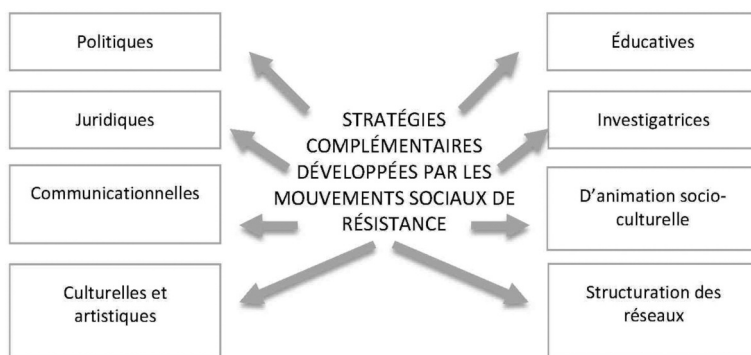 Politiques
Juridiques
Communicationnelles
Culturelles et
artistiques
STRATÉGIES
COMPLÉMENTAIRES
DÉVELOPPÉES PAR LES
MOUVEMENTS SOCIAUX DE
RÉSISTANCE
Éducatives
Investigatrices
D’animation socio-
culturelle
Structuration des
réseaux